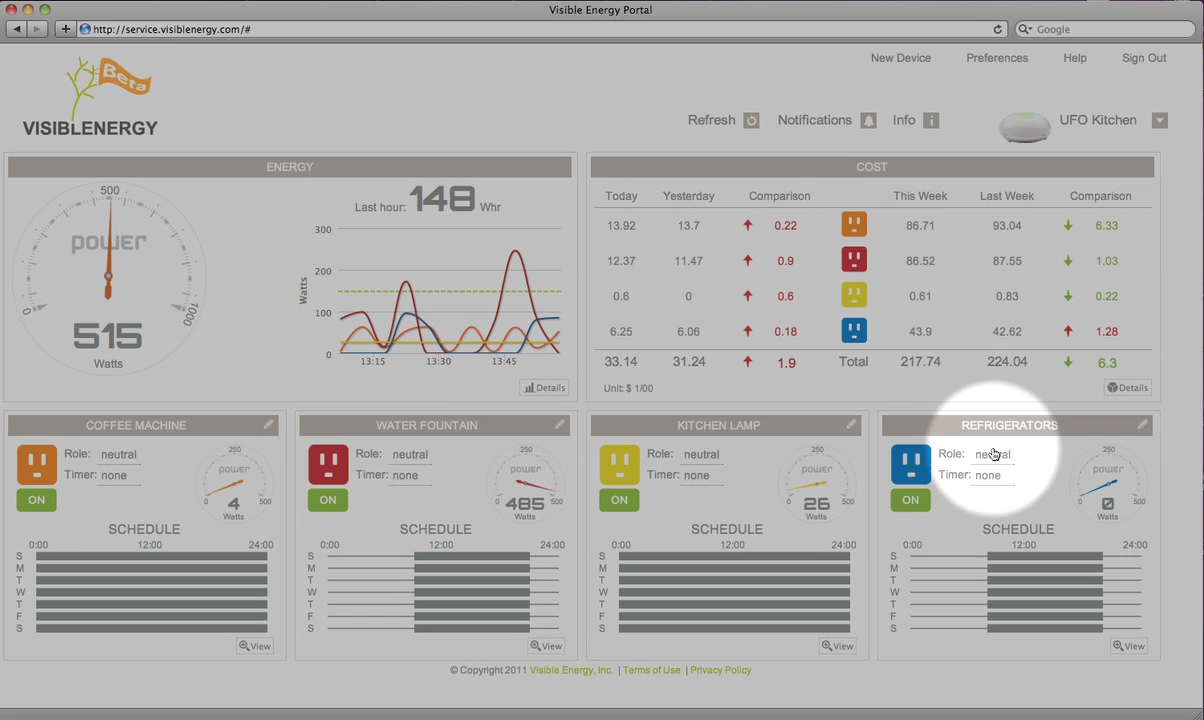 Visible Energy Portal
http://service.visiblenergy.com/#
Google
New Device Preferences Help Sign Out
Beta
VISIBLENERGY
Refresh Notifications Info i UFO Kitchen
ENERGY
500
power
0
1000
515
Watts
Last hour: 148 Whr
300
200
100
0
Watts
13:15 13:30 13:45
Details
COST
Today Yesterday Comparison This Week Last Week Comparison
13.92 13.7 0.22 86.71 93.04 6.33
12.37 11.47 0.9 86.52 87.55 1.03
0.6 0 0.6 0.61 0.83 0.22
6.25 6.06 0.18 43.9 42.62 1.28
33.14 31.24 1.9 Total 217.74 224.04 6.3
Unit: $ 1/00
Details
COFFEE MACHINE
Role: neutral
Timer: none
ON
250
power
0
500
4
Watts
SCHEDULE
0:00 12:00 24:00
S
M
T
W
T
F
S
View
WATER FOUNTAIN
Role: neutral
Timer: none
ON
250
power
0
500
485
Watts
SCHEDULE
0:00 12:00 24:00
S
M
T
W
T
F
S
View
KITCHEN LAMP
Role: neutral
Timer: none
ON
250
power
0
500
26
Watts
SCHEDULE
0:00 12:00 24:00
S
M
T
W
T
F
S
View
REFRIGERATORS
Role: neutral
Timer: none
ON
250
power
0
500
0
Watts
SCHEDULE
0:00 12:00 24:00
S
M
T
W
T
F
S
View
© Copyright 2011 Visible Energy, Inc. | Terms of Use | Privacy Policy